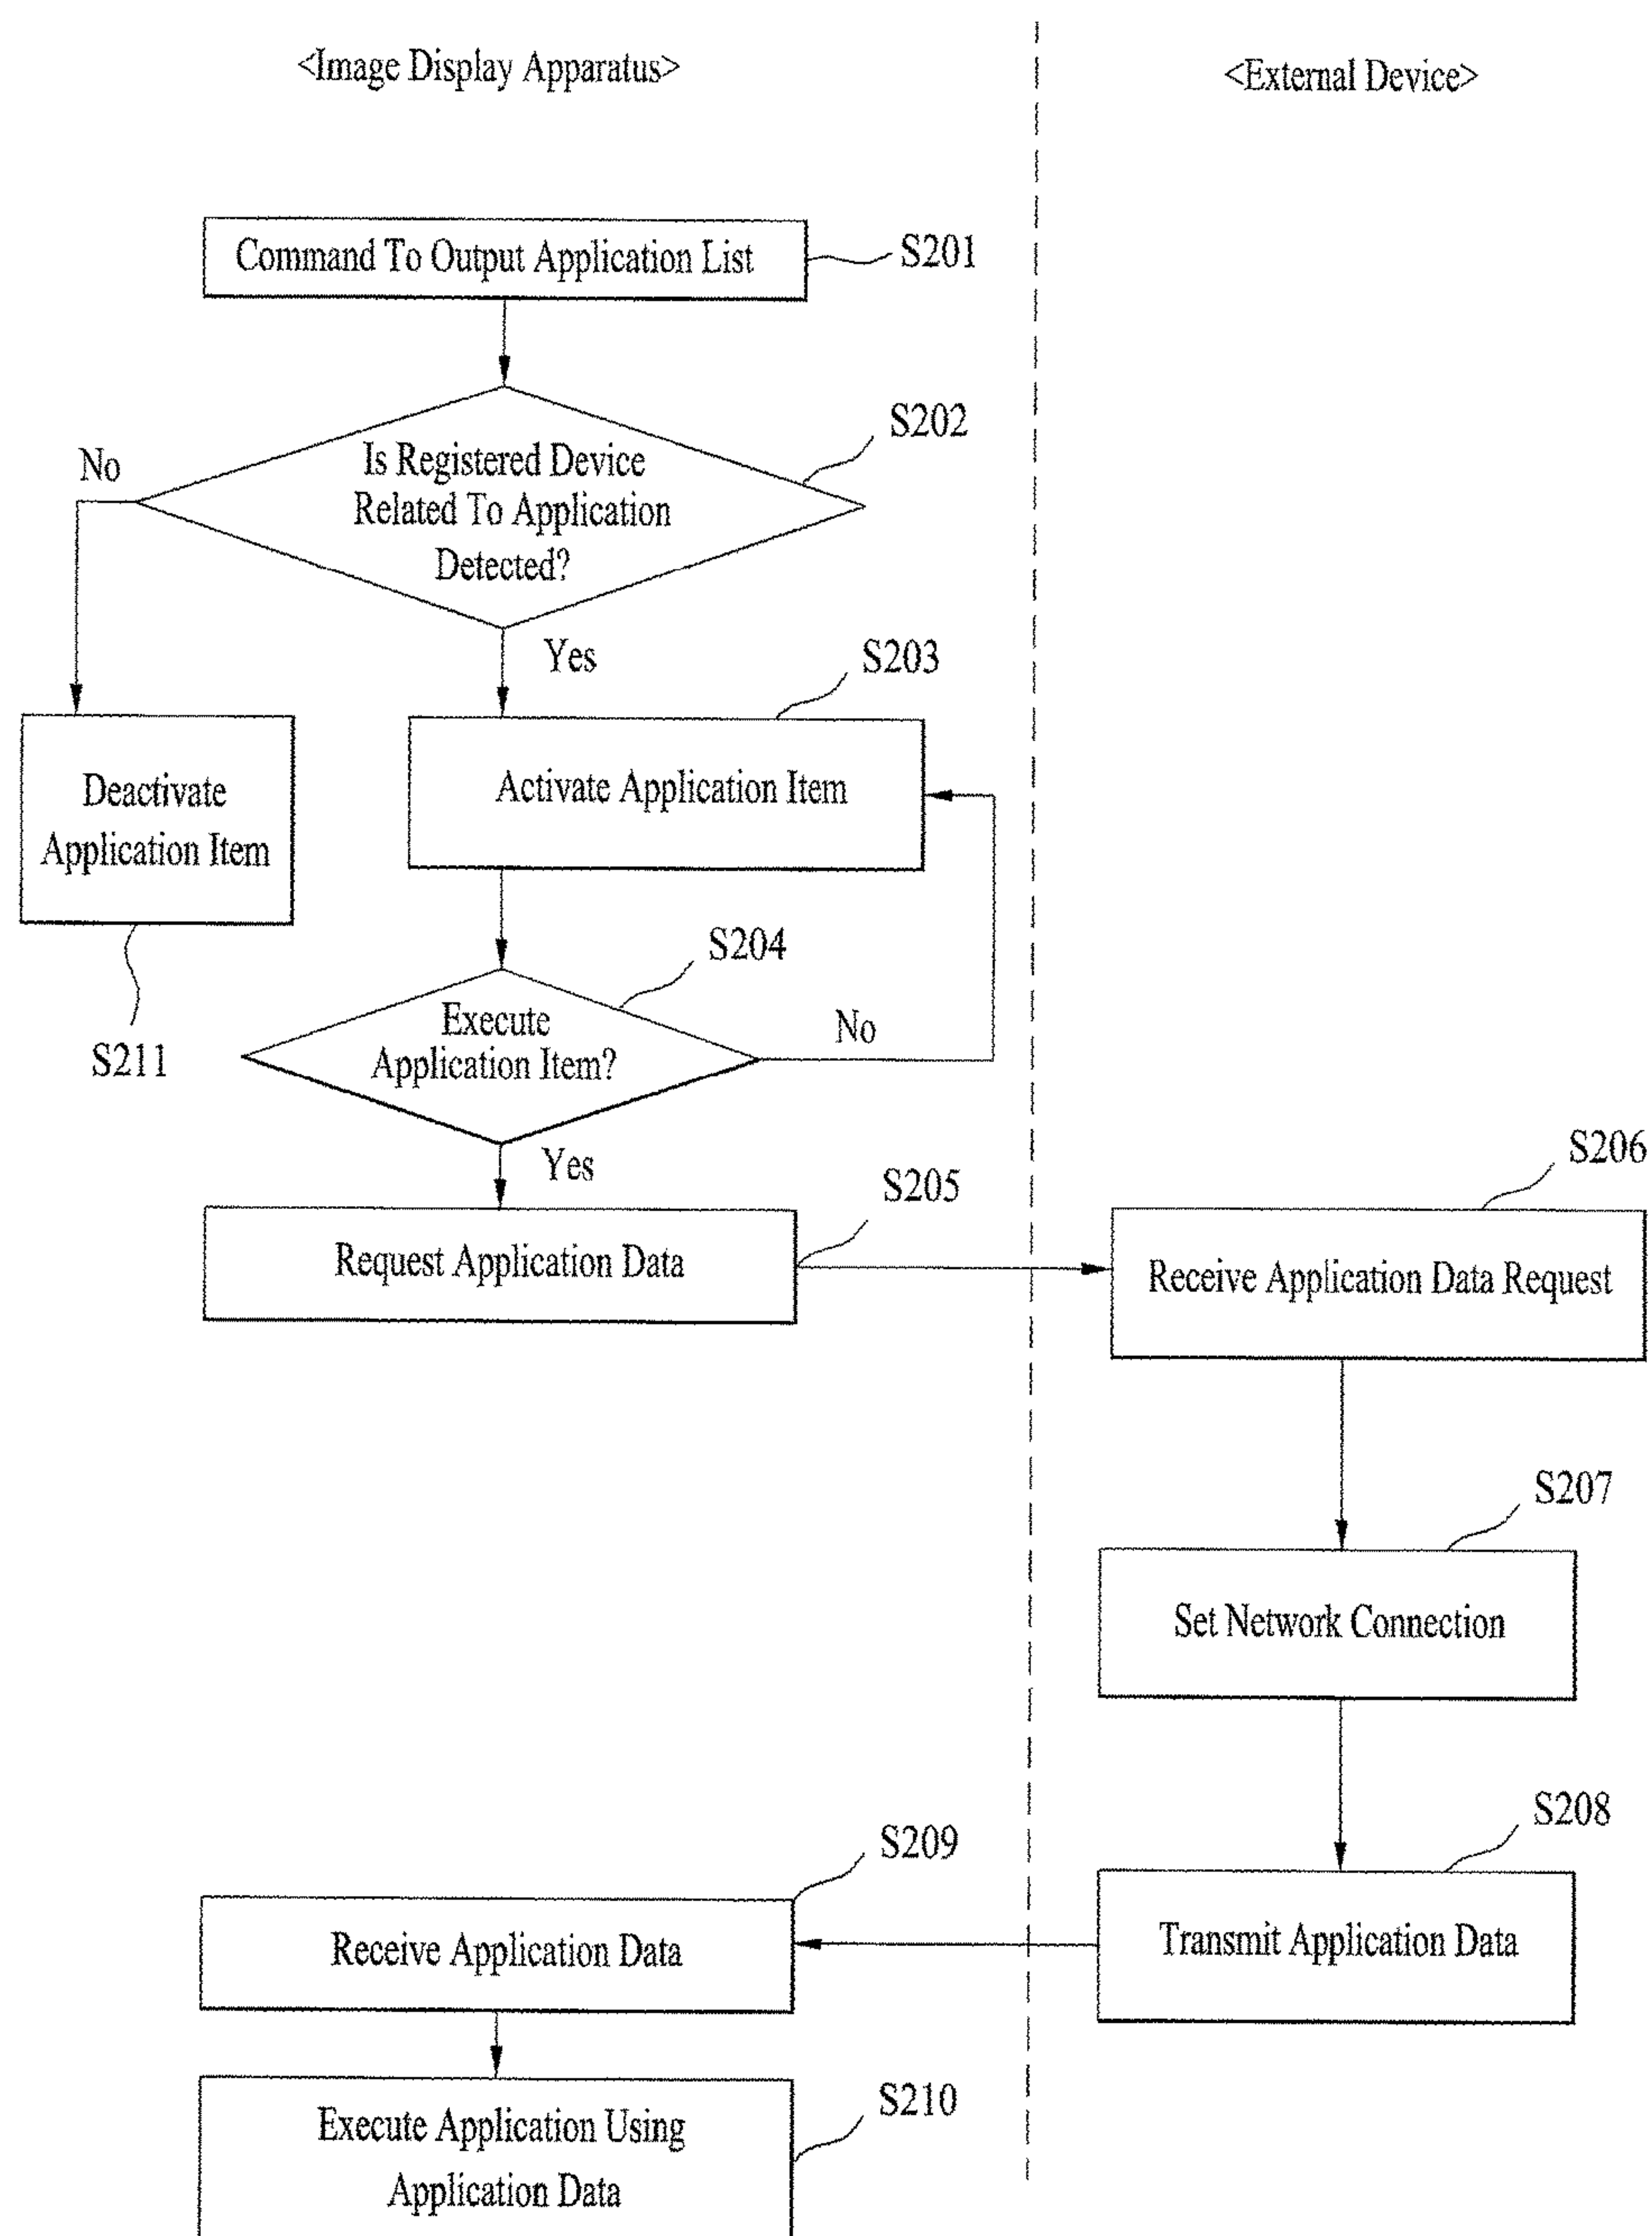 <Image Display Apparatus>
<External Device>
Command To Output Application List
S201
S202
No
Is Registered Device
Related To Application
Detected?
Yes
S203
Deactivate
Application Item
Activate Application Item
S204
S211
Execute
Application Item?
No
Yes
S205
S206
Request Application Data
Receive Application Data Request
S207
Set Network Connection
S208
S209
Receive Application Data
Transmit Application Data
S210
Execute Application Using
Application Data